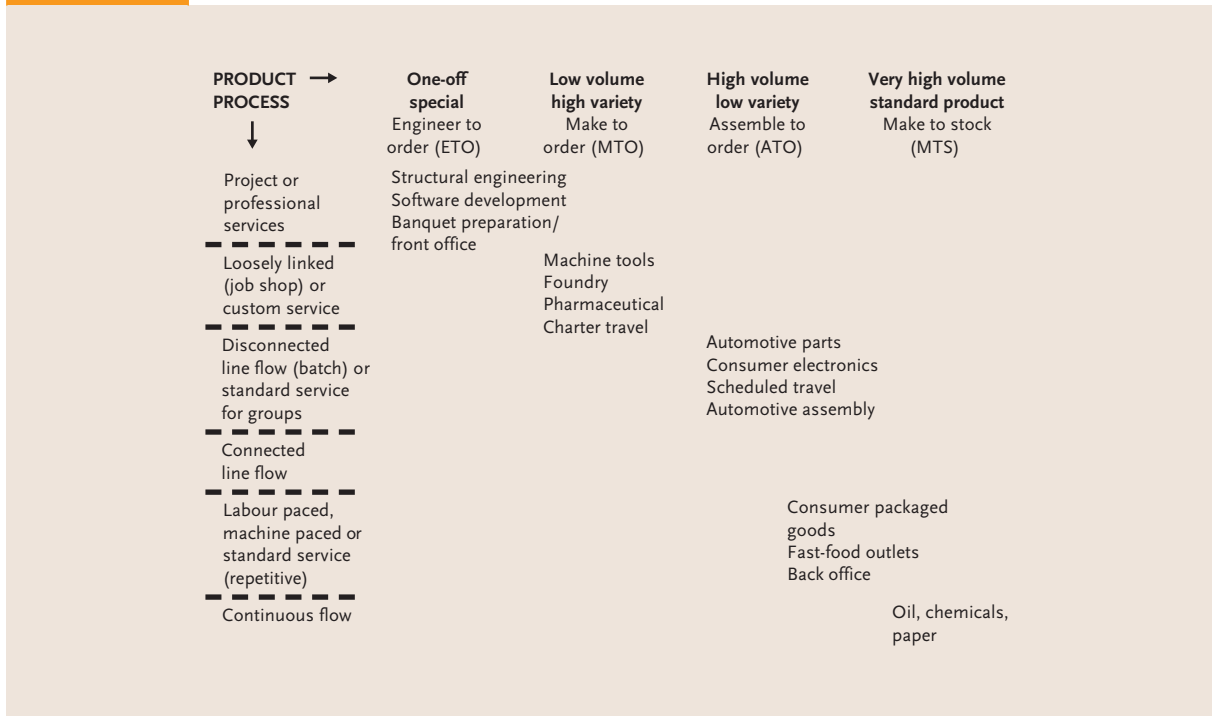 PRODUCT
PROCESS
One-off
special
Engineer to
order (ETO)
Low volume
high variety
Make to
order (MTO)
High volume
low variety
Assemble to
order (ATO)
Very high volume
standard product
Make to stock
(MTS)
Project or
professional
services
Structural engineering
Software development
Banquet preparation/
front office
Loosely linked
(job shop) or
custom service
Machine tools
Foundry
Pharmaceutical
Charter travel
Disconnected
line flow (batch) or
standard service
for groups
Automotive parts
Consumer electronics
Scheduled travel
Automotive assembly
Connected
line flow
Labour paced,
machine paced or
standard service
(repetitive)
Consumer packaged
goods
Fast-food outlets
Back office
Continuous flow
Oil, chemicals,
paper